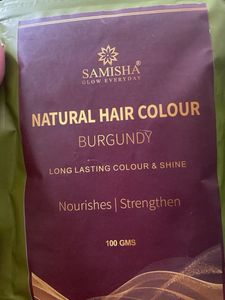 SAMISHA
GLOW EVERYDAY
NATURAL HAIR COLOUR
BURGUNDY
LONG LASTING COLOUR & SHINE
Nourishes | Strengthen
100 GMS